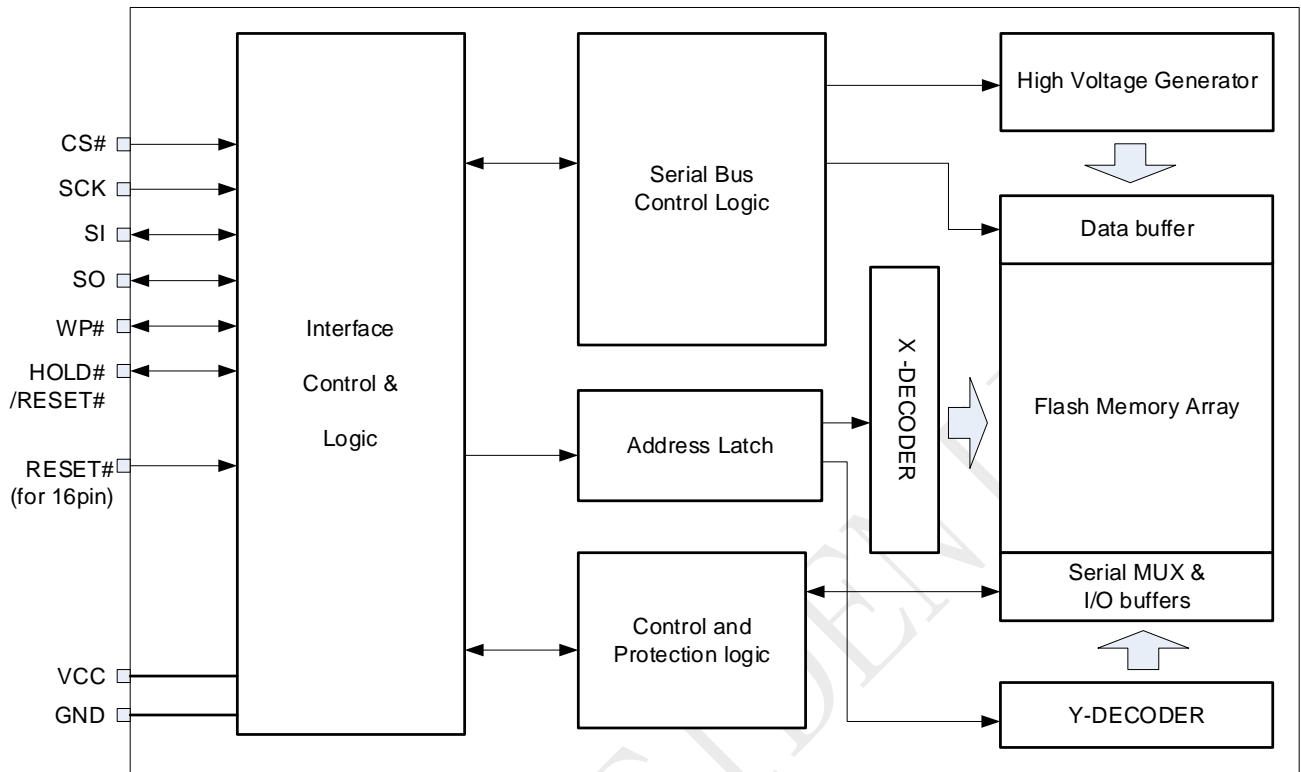 CS#
SCK
SI
SO
WP#
HOLD#
/RESET#
RESET#
(for 16pin)
VCC
GND
Interface
Control &
Logic
Serial Bus
Control Logic
Address Latch
Control and
Protection logic
X -DECODER
High Voltage Generator
Data buffer
Flash Memory Array
Serial MUX &
I/O buffers
Y-DECODER